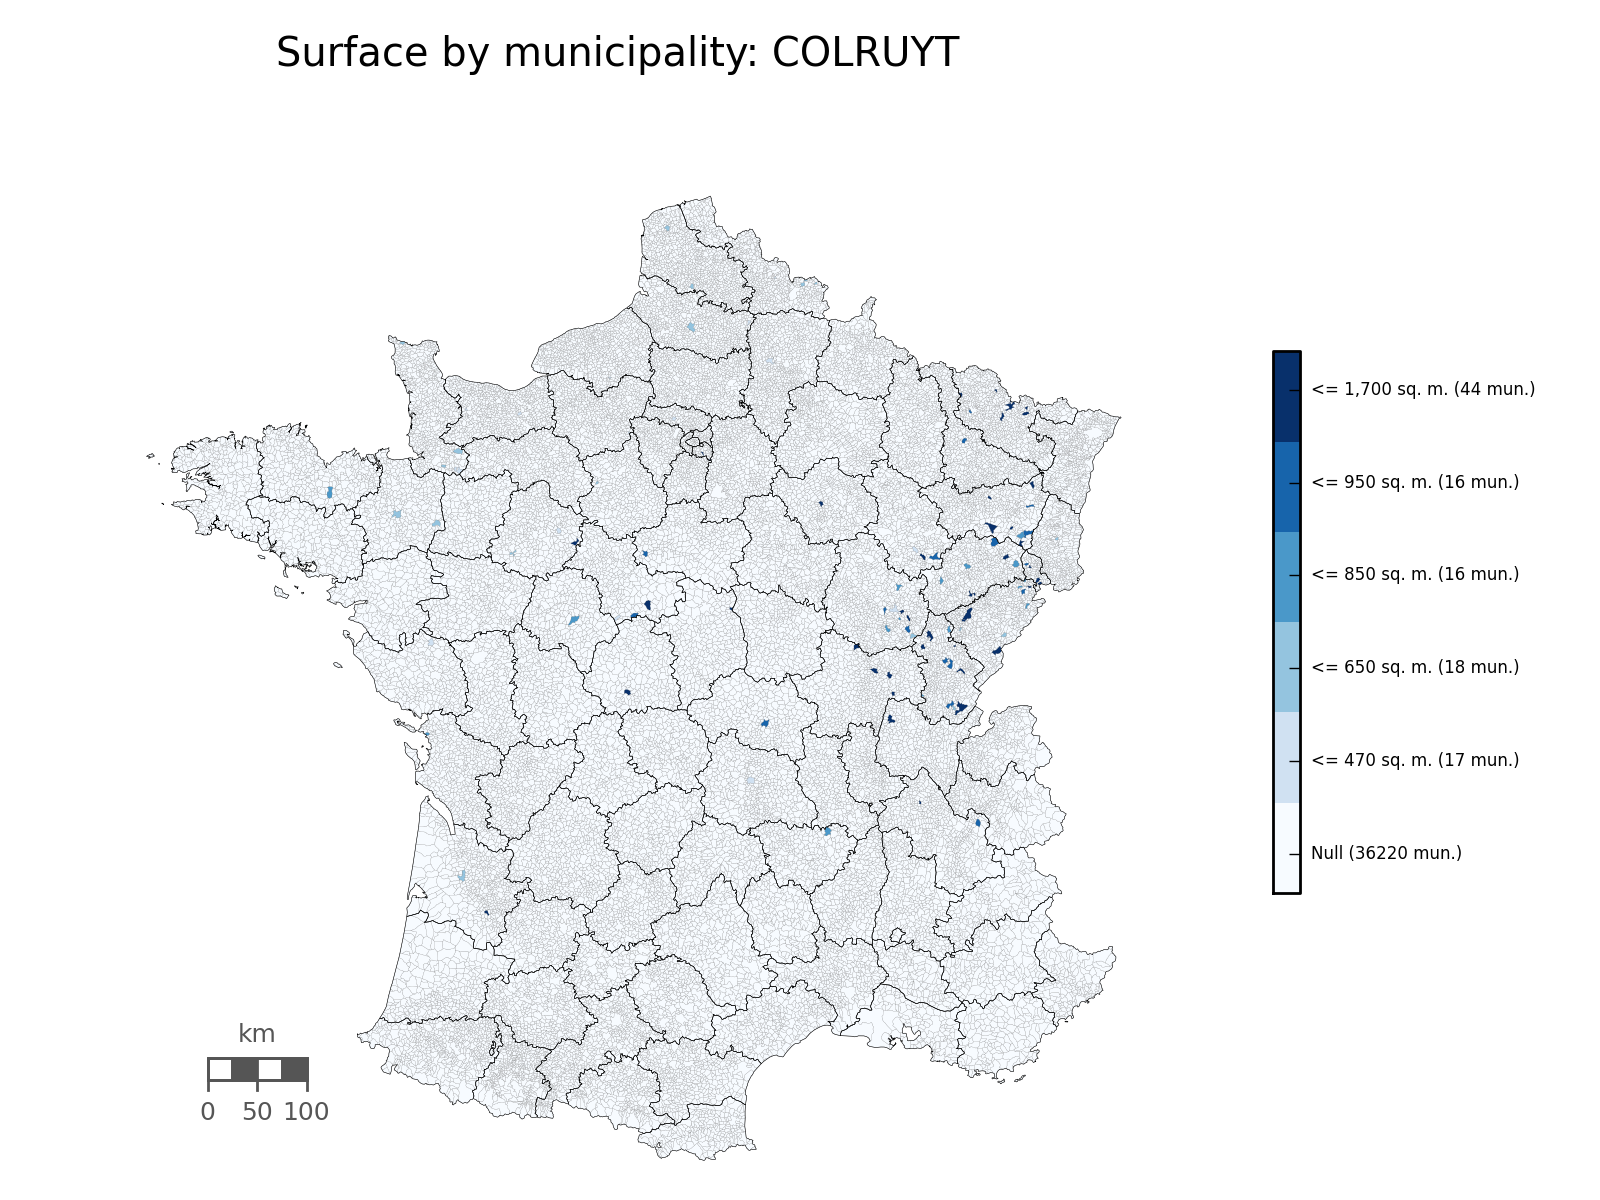 Surface by municipality: COLRUYT
<= 1,700 sq. m. (44 mun.)
<= 950 sq. m. (16 mun.)
<= 850 sq. m. (16 mun.)
<= 650 sq. m. (18 mun.)
<= 470 sq. m. (17 mun.)
Null (36220 mun.)
km
0 50 100